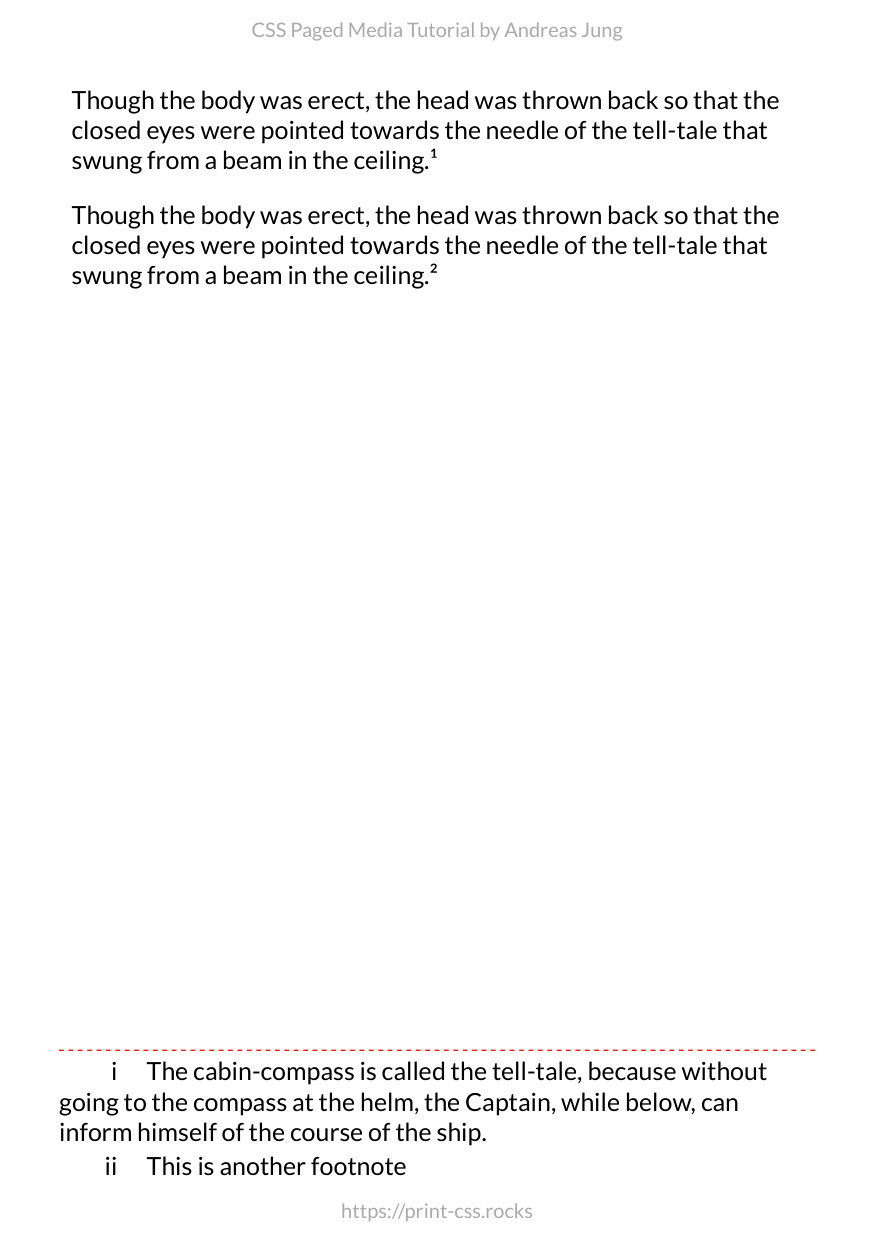 CSS Paged Media Tutorial by Andreas Jung
Though the body was erect, the head was thrown back so that the
closed eyes were pointed towards the needle of the tell-tale that
swung from a beam in the ceiling.¹
Though the body was erect, the head was thrown back so that the
closed eyes were pointed towards the needle of the tell-tale that
swung from a beam in the ceiling.²
i The cabin-compass is called the tell-tale, because without
going to the compass at the helm, the Captain, while below, can
inform himself of the course of the ship.
ii This is another footnote
https://print-css.rocks